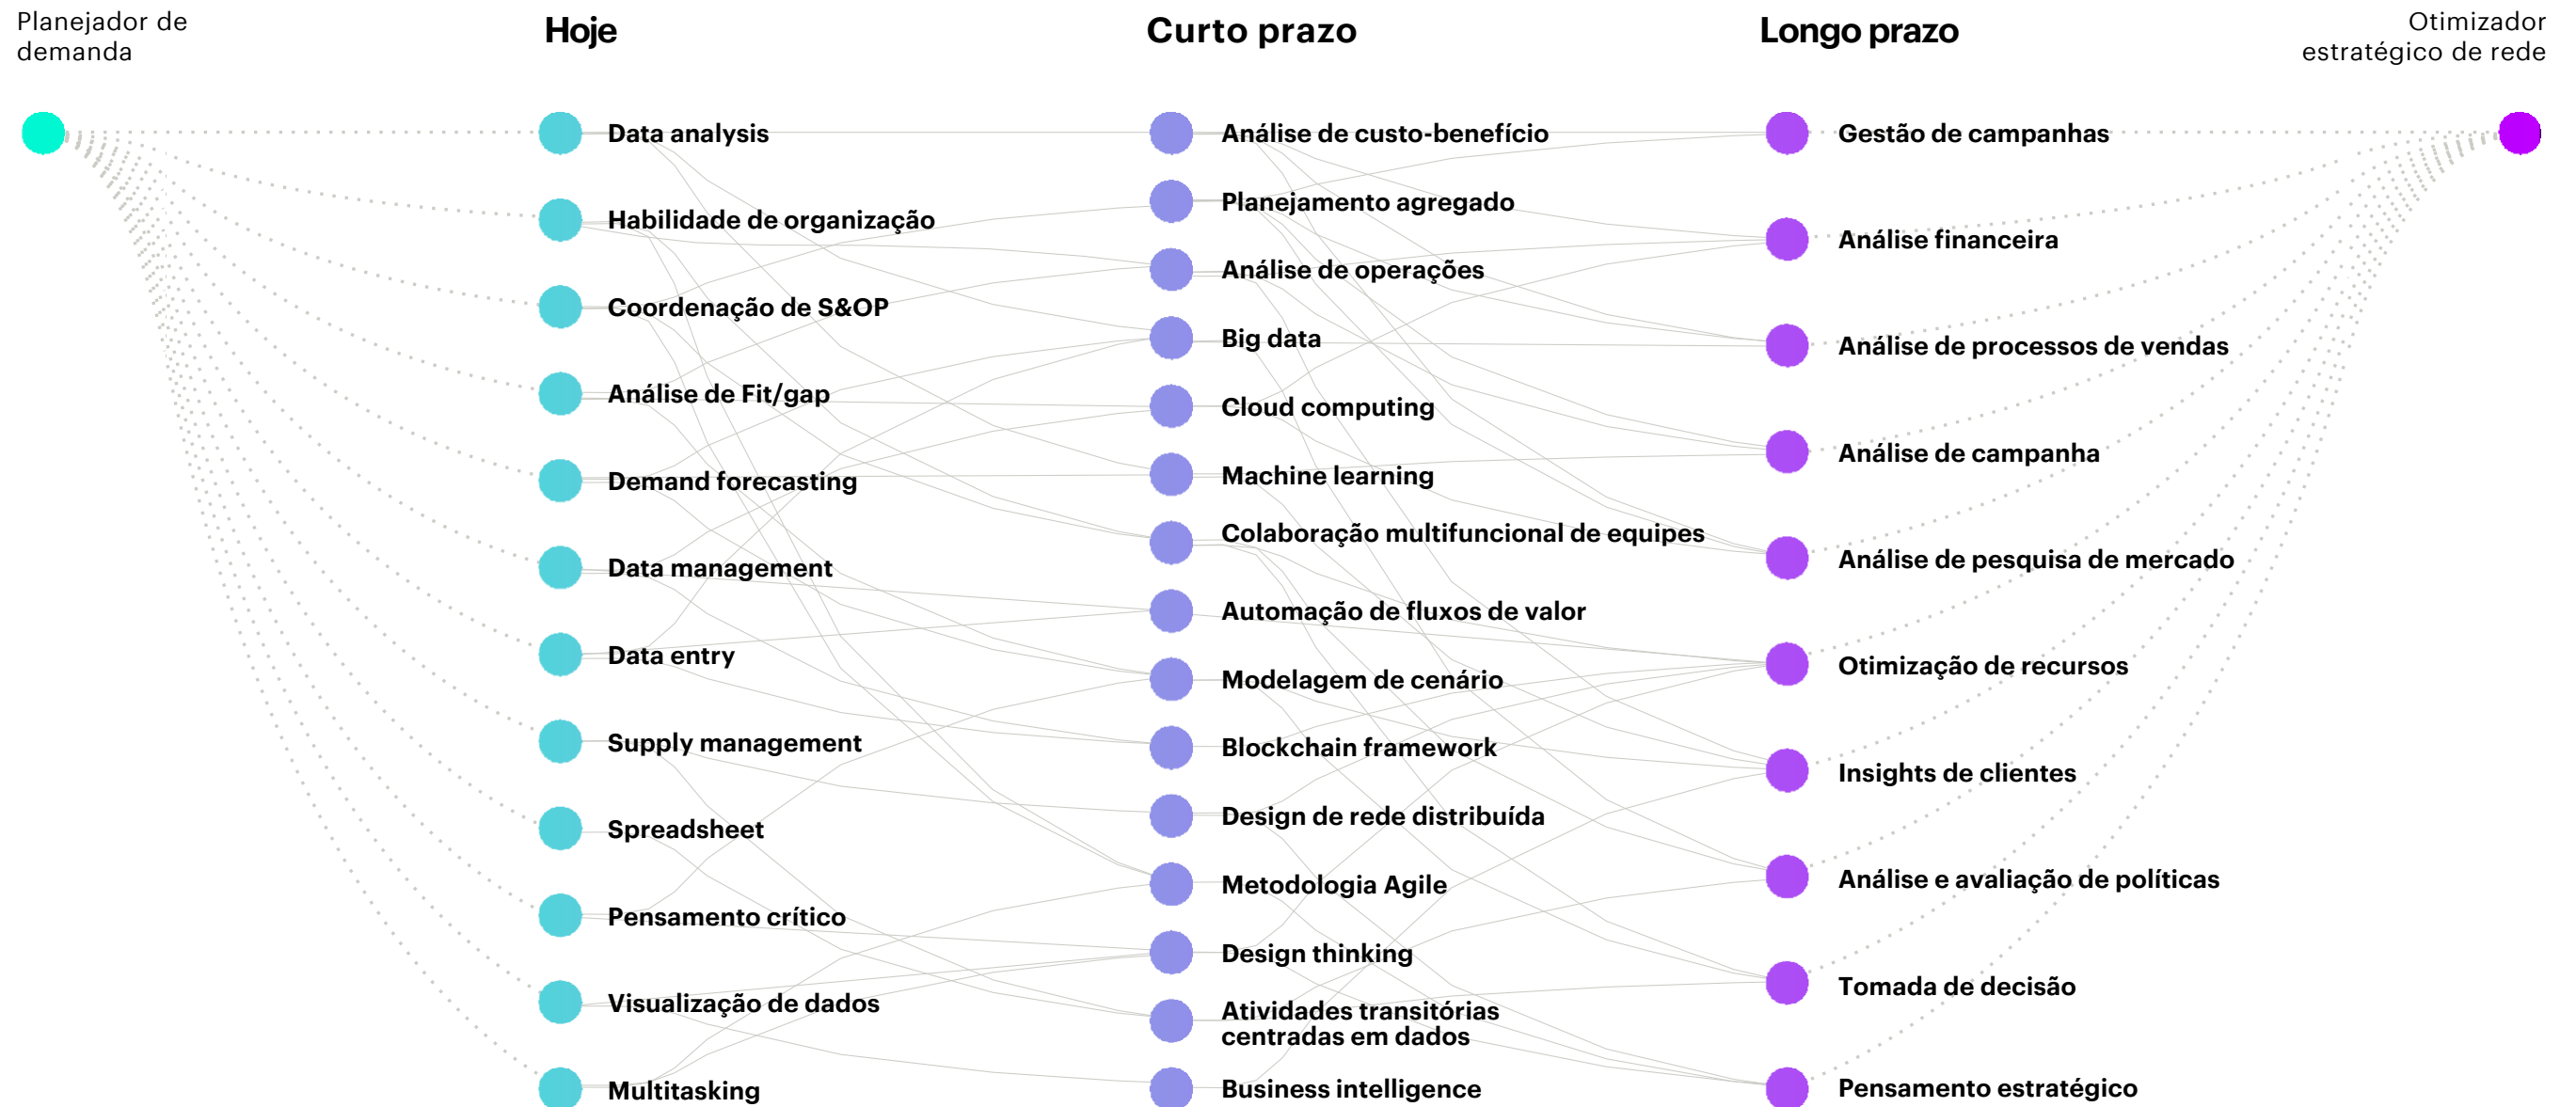 Planejador de
demanda
Hoje
Curto prazo
Longo prazo
Otimizador
estratégico de rede
Data analysis
Habilidade de organização
Coordenação de S&OP
Análise de Fit/gap
Demand forecasting
Data management
Data entry
Supply management
Spreadsheet
Pensamento crítico
Visualização de dados
Multitasking
Análise de custo-benefício
Planejamento agregado
Análise de operações
Big data
Cloud computing
Machine learning
Colaboração multifuncional de equipes
Automação de fluxos de valor
Modelagem de cenário
Blockchain framework
Design de rede distribuída
Metodologia Agile
Design thinking
Atividades transitórias
centradas em dados
Business intelligence
Gestão de campanhas
Análise financeira
Análise de processos de vendas
Análise de campanha
Análise de pesquisa de mercado
Otimização de recursos
Insights de clientes
Análise e avaliação de políticas
Tomada de decisão
Pensamento estratégico